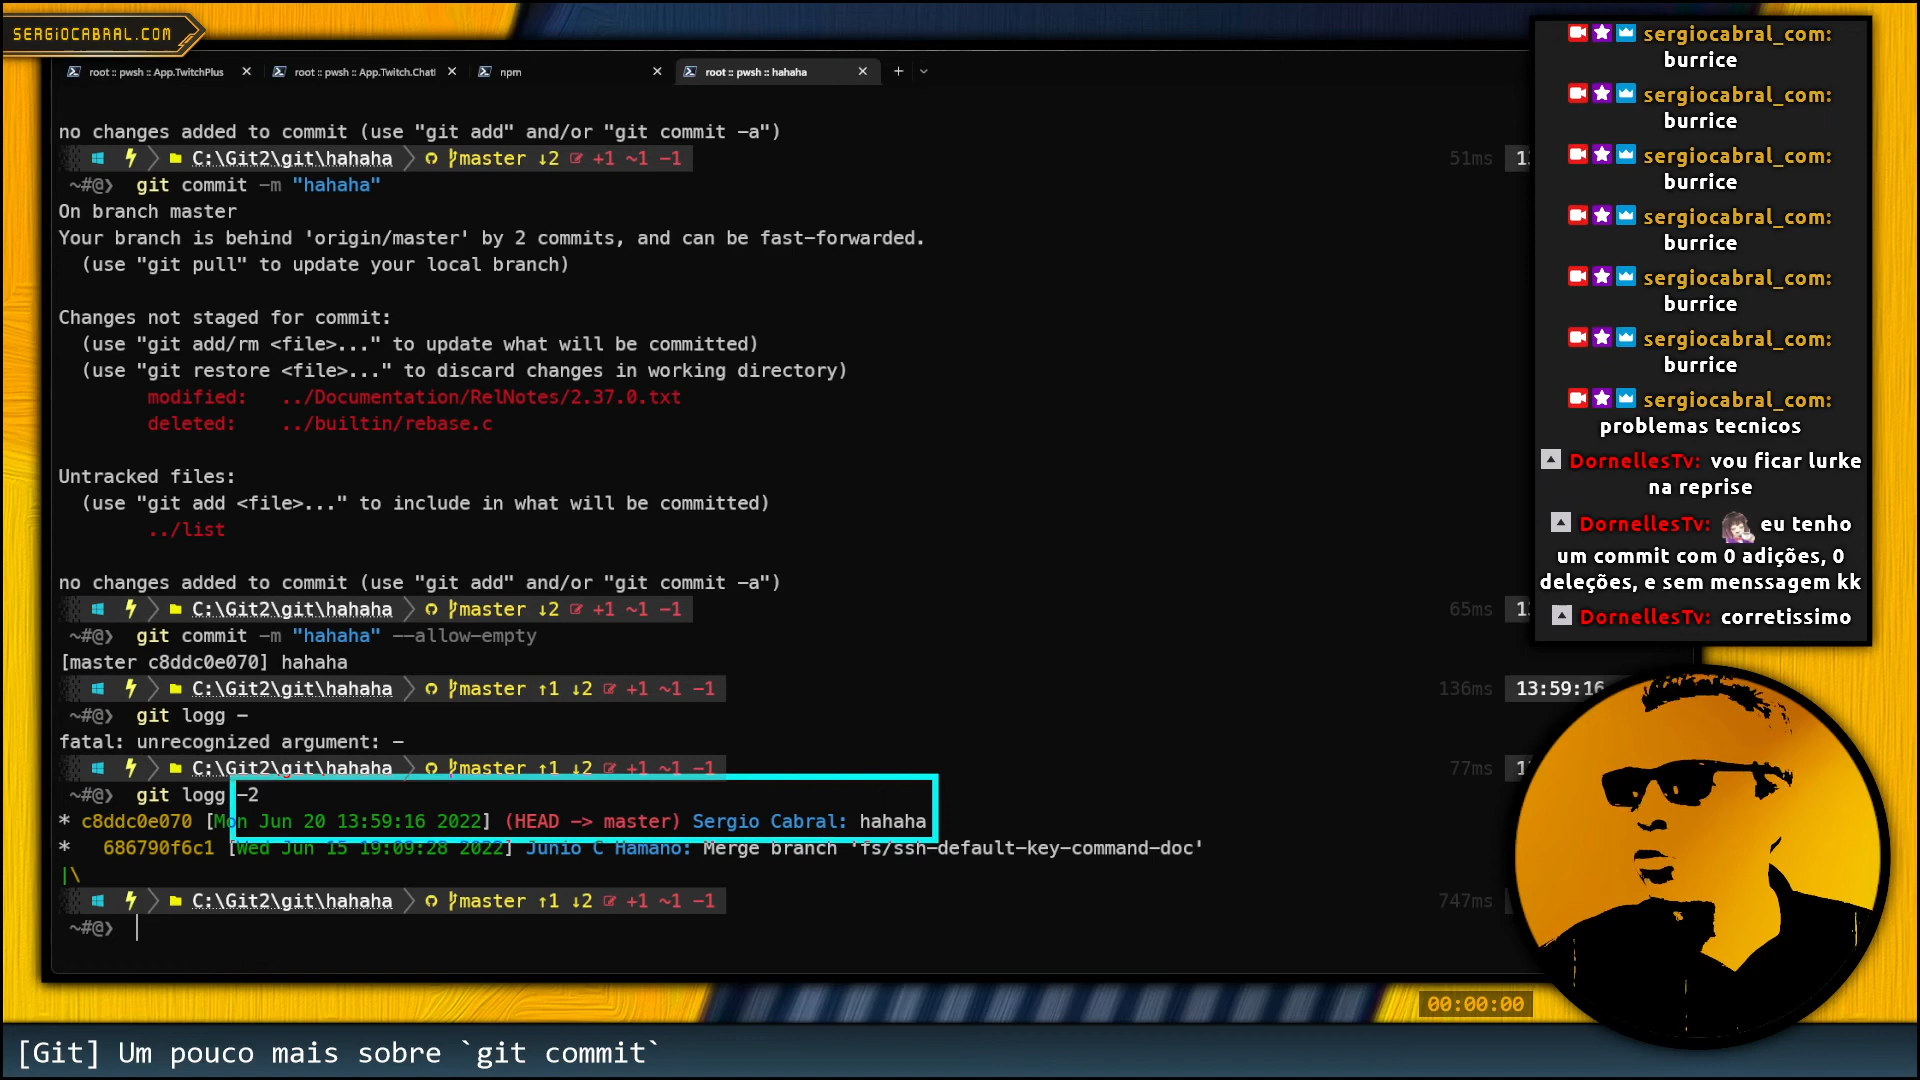 SERGIOCABRAL.COM
root :: pwsh :: App.TwitchPlus
root :: pwsh :: App.Twitch.Chatl
npm
root :: pwsh :: hahaha
no changes added to commit (use "git add" and/or "git commit -a")
C:\Git2\git\hahaha master ↓2 +1 ~1 -1 51ms
~#@❯ git commit -m "hahaha"
On branch master
Your branch is behind 'origin/master' by 2 commits, and can be fast-forwarded.
(use "git pull" to update your local branch)
Changes not staged for commit:
(use "git add/rm <file>..." to update what will be committed)
(use "git restore <file>..." to discard changes in working directory)
modified: ../Documentation/RelNotes/2.37.0.txt
deleted: ../builtin/rebase.c
Untracked files:
(use "git add <file>..." to include in what will be committed)
../list
no changes added to commit (use "git add" and/or "git commit -a")
C:\Git2\git\hahaha master ↓2 +1 ~1 -1 65ms
~#@❯ git commit -m "hahaha" --allow-empty
[master c8ddc0e070] hahaha
C:\Git2\git\hahaha master ↑1 ↓2 +1 ~1 -1 136ms 13:59:16
~#@❯ git logg -
fatal: unrecognized argument: -
C:\Git2\git\hahaha master ↑1 ↓2 +1 ~1 -1 77ms
~#@❯ git logg -2
* c8ddc0e070 [Mon Jun 20 13:59:16 2022] (HEAD -> master) Sergio Cabral: hahaha
* 686790f6c1 [Wed Jun 15 19:09:28 2022] Junio C Hamano: Merge branch 'fs/ssh-default-key-command-doc'
|\
C:\Git2\git\hahaha master ↑1 ↓2 +1 ~1 -1 747ms
~#@❯
sergiocabral_com:
burrice
sergiocabral_com:
burrice
sergiocabral_com:
burrice
sergiocabral_com:
burrice
sergiocabral_com:
burrice
sergiocabral_com:
burrice
sergiocabral_com:
problemas tecnicos
DornellesTv: vou ficar lurke
na reprise
DornellesTv: eu tenho
um commit com 0 adições, 0
deleções, e sem menssagem kk
DornellesTv: corretissimo
00:00:00
[Git] Um pouco mais sobre `git commit`